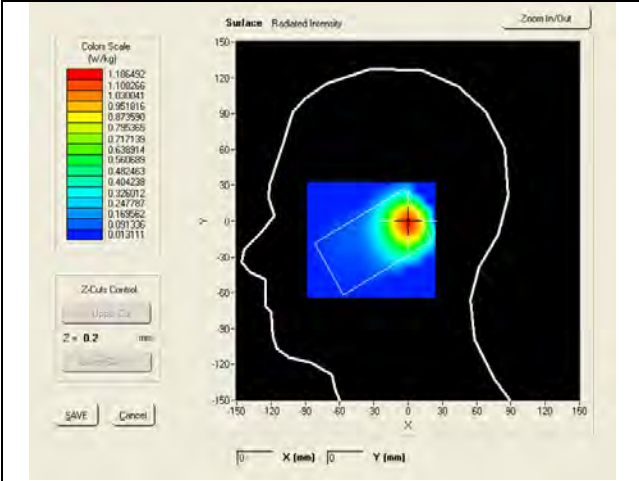 Surface Radiated Intensity
Zoom In/Out
Colors Scale
(W/kg)
1.186492
1.108266
1.030041
0.951816
0.873590
0.795365
0.717139
0.638914
0.560689
0.482463
0.404238
0.326012
0.247787
0.169562
0.091336
0.013111
150
120
90
60
30
0
-30
-60
-90
-120
-150
Y
-150 -120 -90 -60 -30 0 30 60 90 120 150
X
Z-Cuts Control
Z = 0.2 mm
SAVE Cancel
0 X (mm) 0 Y (mm)